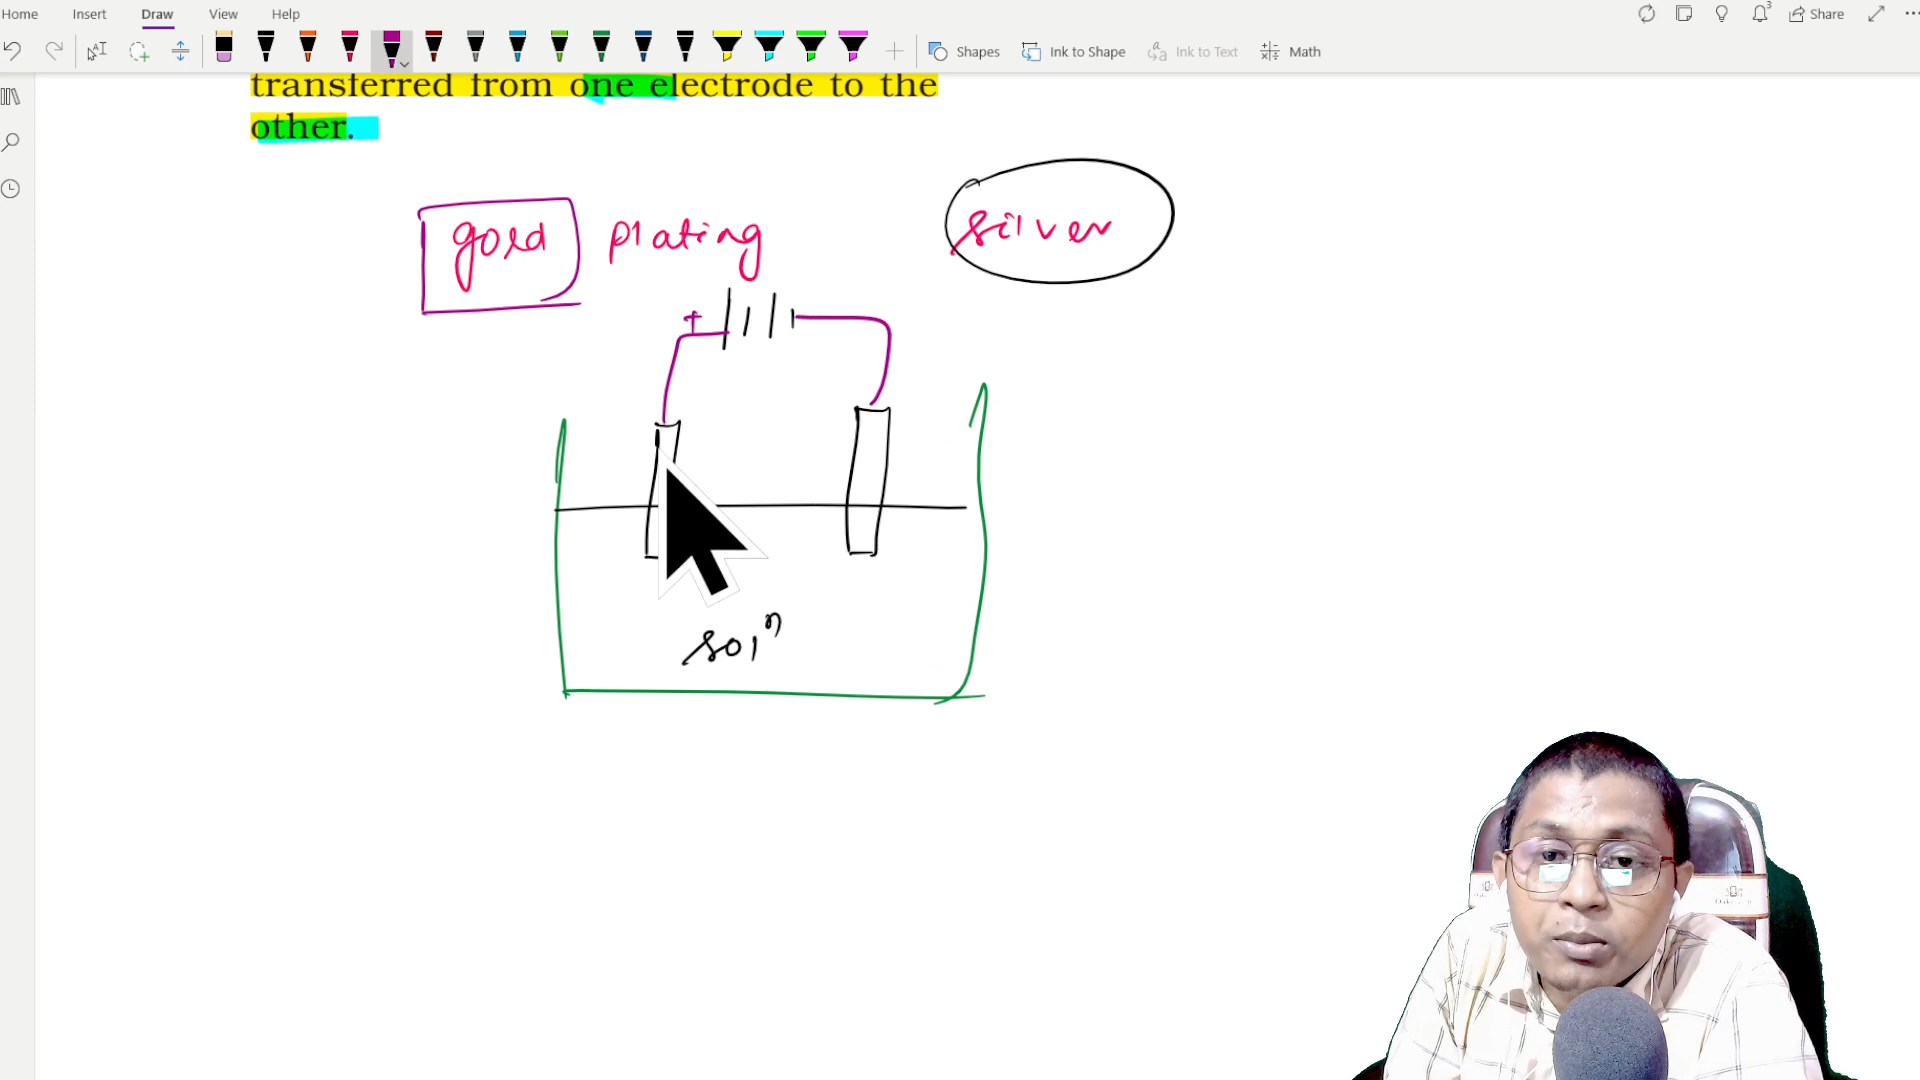 Home Insert Draw View Help
Share
Shapes Ink to Shape Ink to Text Math
transferred from one electrode to the
other.
gold plating silver
+
solⁿ